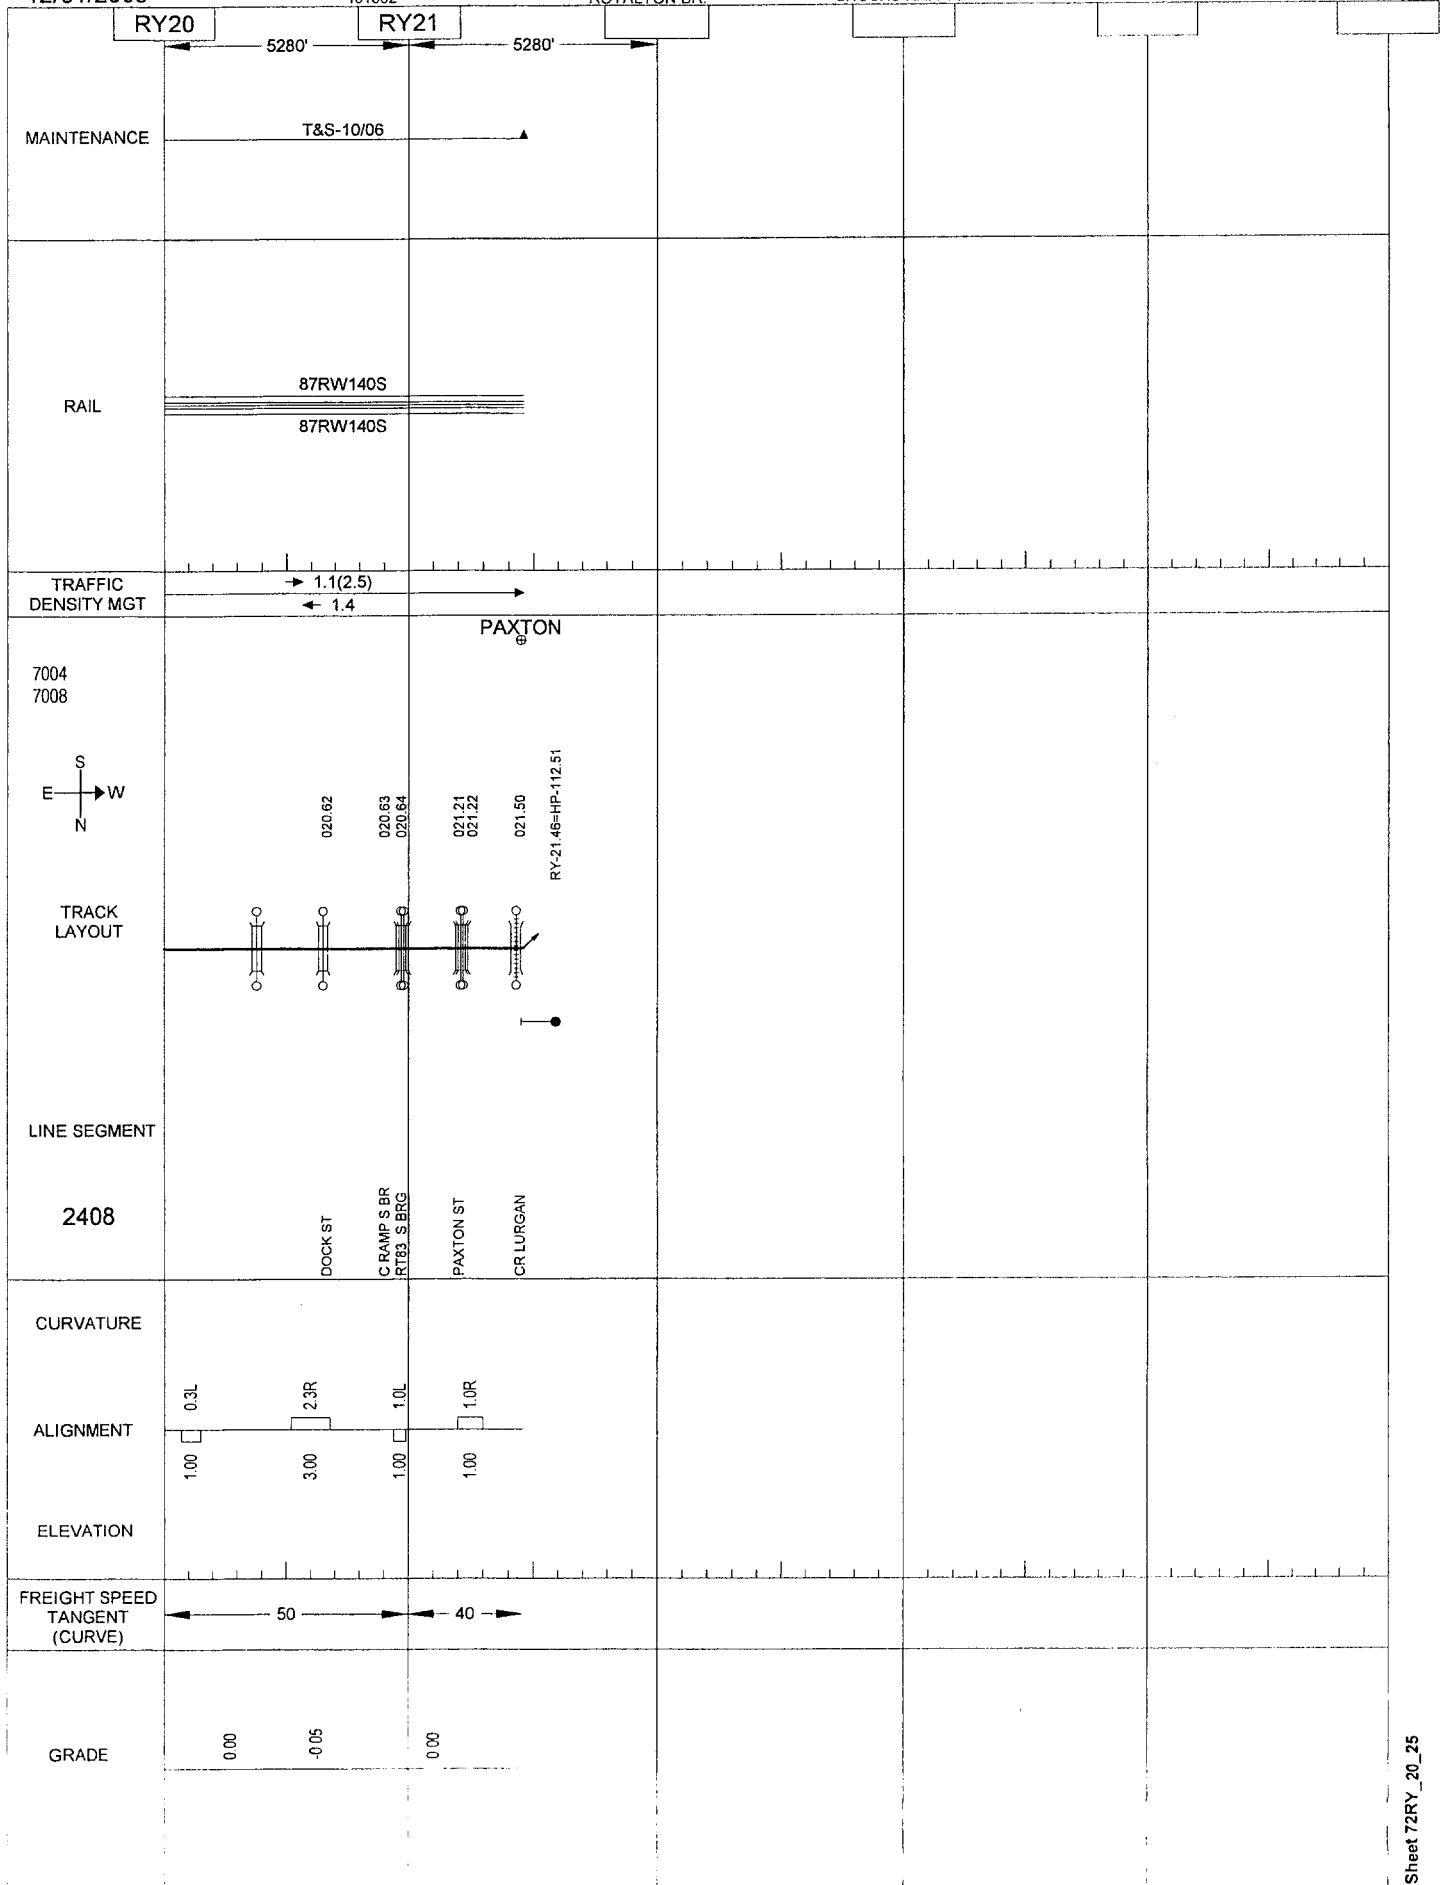 RY20
RY21
5280'
5280'
MAINTENANCE
T&S-10/06
RAIL
87RW140S
87RW140S
TRAFFIC
DENSITY MGT
1.1(2.5)
1.4
PAXTON
7004
7008
S
E
W
N
020.62
020.63
020.64
021.21
021.22
021.50
RY-21.46=HP-112.51
TRACK
LAYOUT
LINE SEGMENT
2408
DOCK ST
C RAMP S BR
RT83 S BRG
PAXTON ST
CR LURGAN
CURVATURE
0.3L
2.3R
1.0L
1.0R
ALIGNMENT
1.00
3.00
1.00
1.00
ELEVATION
FREIGHT SPEED
TANGENT
(CURVE)
50
40
GRADE
0.00
-0.05
0.00
Sheet 72RY_20_25